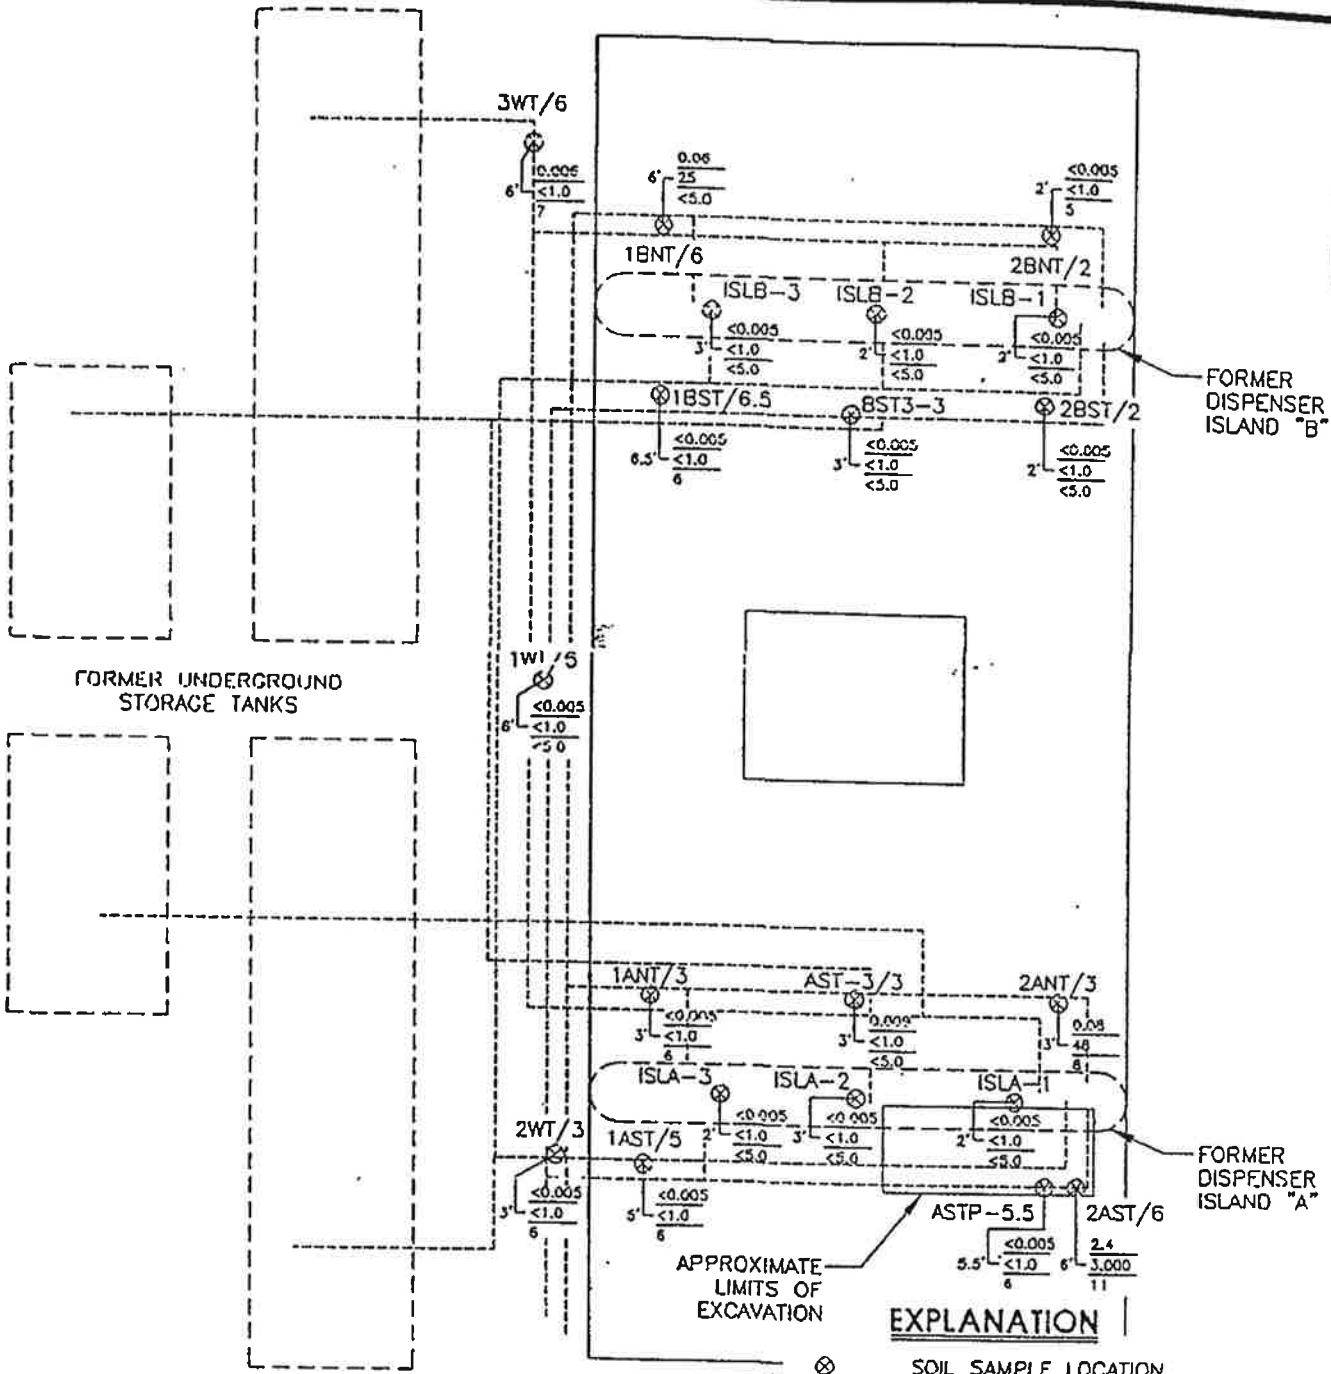 3WT/6
6'
0.006
<1.0
7
0.06
6'
25
<5.0
1BNT/6
<0.005
2'
<1.0
5
2BNT/2
ISLB-3
ISLB-2
ISLB-1
<0.005
3'
<1.0
<5.0
<0.005
2'
<1.0
<5.0
<0.005
2'
<1.0
<5.0
FORMER
DISPENSER
ISLAND "B"
1BST/6.5
BST3-3
2BST/2
<0.005
6.5'
<1.0
6
<0.005
3'
<1.0
<5.0
<0.005
2'
<1.0
<5.0
FORMER UNDERGROUND
STORAGE TANKS
/5
<0.005
6'
<1.0
<5.0
1ANT/3
AST-3/3
2ANT/3
<0.005
3'
<1.0
6
0.009
3'
<1.0
<5.0
0.08
3'
48
ISLA-3
ISLA-2
ISLA-1
<0.005
2'
<1.0
<5.0
<0.005
3'
<1.0
<5.0
<0.005
2'
<1.0
<5.0
2WT/3
1AST/5
<0.005
3'
<1.0
6
<0.005
5'
<1.0
6
FORMER
DISPENSER
ISLAND "A"
ASTP-5.5
2AST/6
<0.005
5.5'
<1.0
6
2.4
6'
3,000
11
APPROXIMATE
LIMITS OF
EXCAVATION
EXPLANATION
SOIL SAMPLE LOCATION